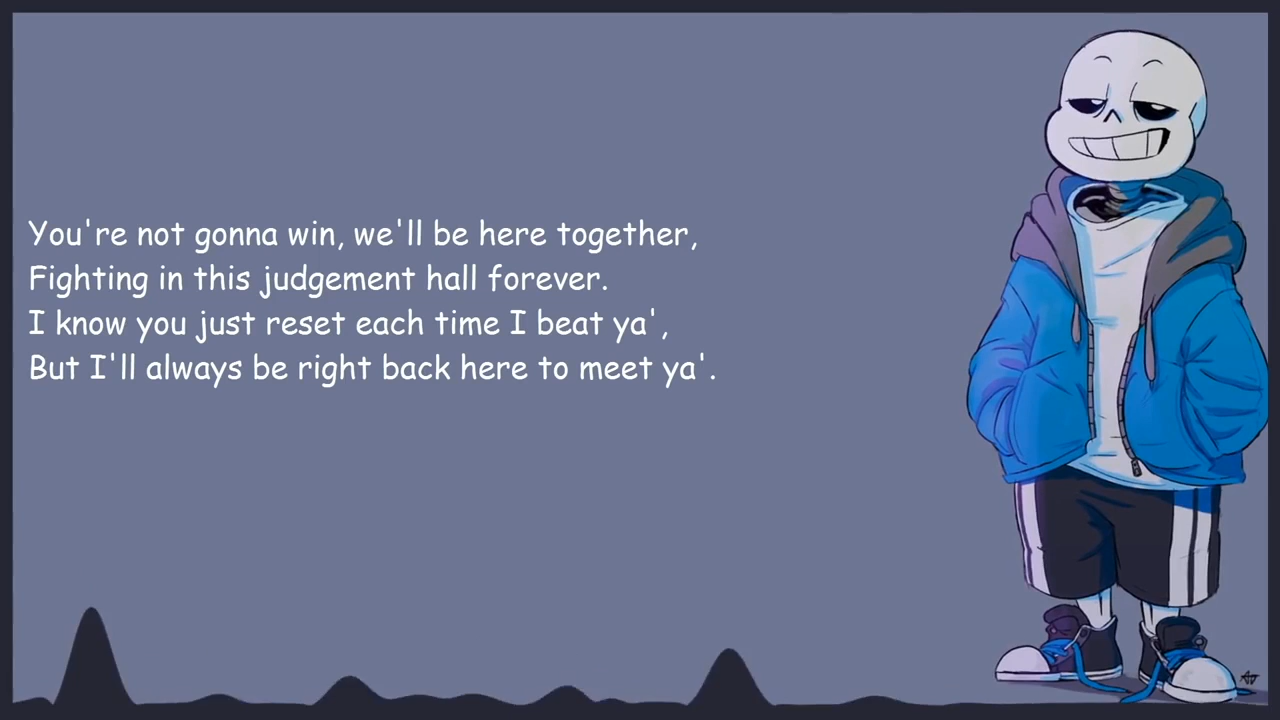 You're not gonna win, we'll be here together,
Fighting in this judgement hall forever.
I know you just reset each time I beat ya',
But I'll always be right back here to meet ya'.